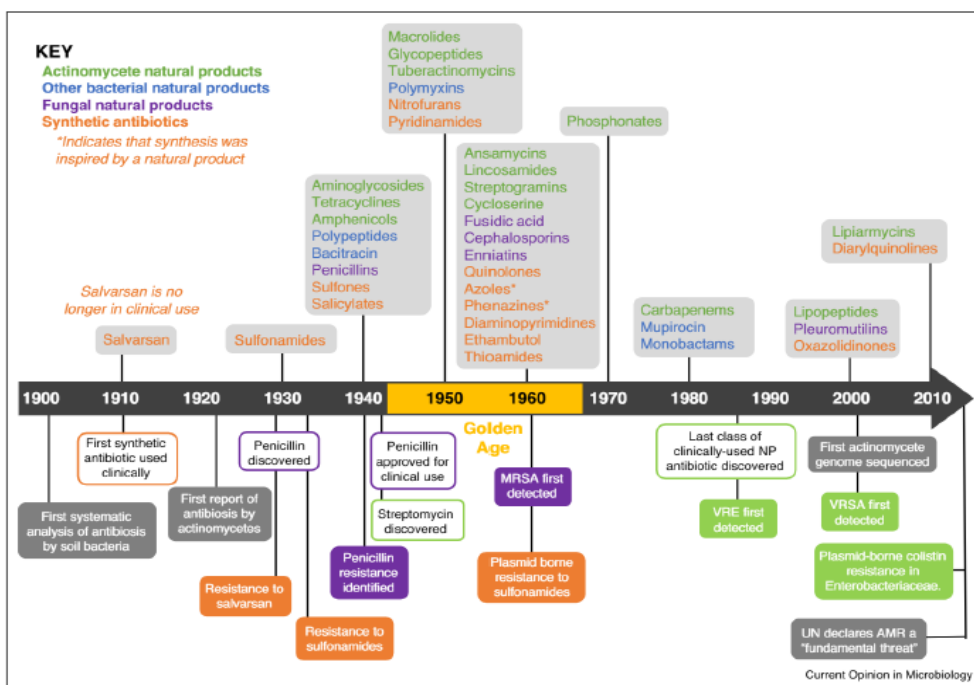 KEY
Actinomycete natural products
Other bacterial natural products
Fungal natural products
Synthetic antibiotics
*Indicates that synthesis was
inspired by a natural product
Macrolides
Glycopeptides
Tuberactinomycins
Polymyxins
Nitrofurans
Pyridinamides
Phosphonates
Aminoglycosides
Tetracyclines
Amphenicols
Polypeptides
Bacitracin
Penicillins
Sulfones
Salicylates
Ansamycins
Lincosamides
Streptogramins
Cycloserine
Fusidic acid
Cephalosporins
Enniatins
Quinolones
Azoles*
Phenazines*
Diaminopyrimidines
Ethambutol
Thioamides
Lipiarmycins
Diarylquinolines
Salvarsan is no
longer in clinical use
Salvarsan
Sulfonamides
Carbapenems
Mupirocin
Monobactams
Lipopeptides
Pleuromutilins
Oxazolidinones
1900 1910 1920 1930 1940 1950 1960 1970 1980 1990 2000 2010
Golden
Age
First synthetic
antibiotic used
clinically
Penicillin
discovered
Penicillin
approved for
clinical use
MRSA first
detected
Last class of
clinically-used NP
antibiotic discovered
First actinomycete
genome sequenced
First systematic
analysis of antibiosis
by soil bacteria
First report of
antibiosis by
actinomycetes
Streptomycin
discovered
VRE first
detected
VRSA first
detected
Resistance to
salvarsan
Penicillin
resistance
identified
Plasmid borne
resistance to
sulfonamides
Plasmid-borne colistin
resistance in
Enterobacteriaceae.
Resistance to
sulfonamides
UN declares AMR a
"fundamental threat"
Current Opinion in Microbiology